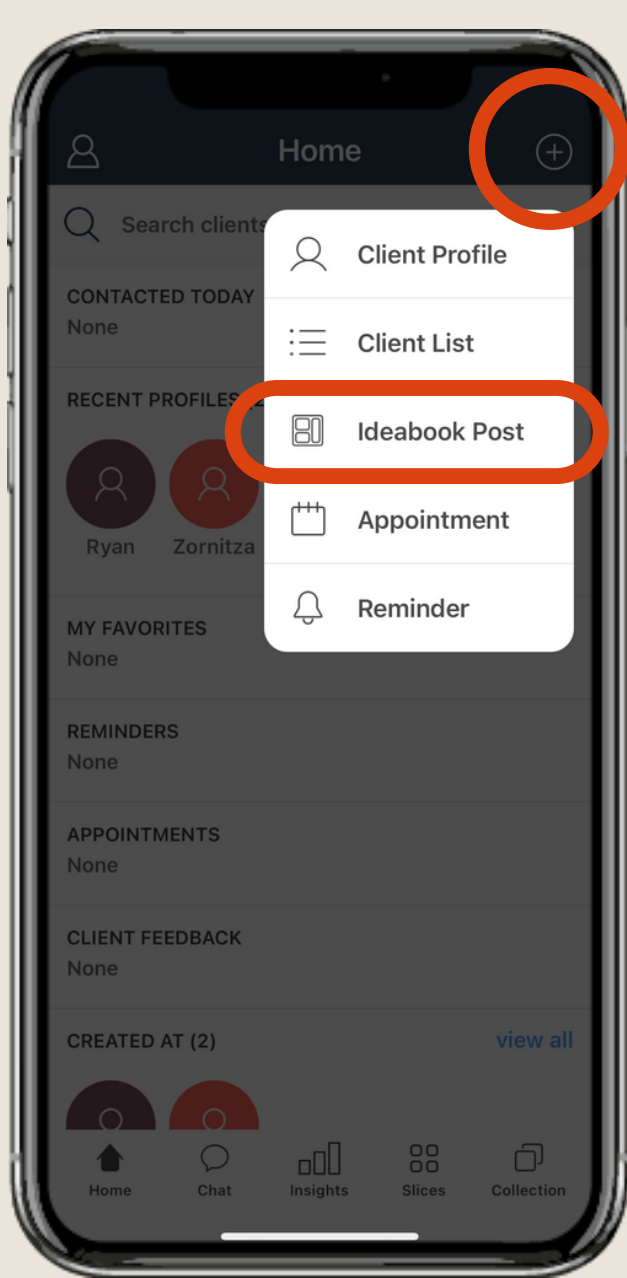 Home
Search clients
Client Profile
CONTACTED TODAY
None
Client List
RECENT PROFILES
Ideabook Post
Ryan
Zornitza
Appointment
Reminder
MY FAVORITES
None
REMINDERS
None
APPOINTMENTS
None
CLIENT FEEDBACK
None
CREATED AT (2)
view all
Home
Chat
Insights
Slices
Collection